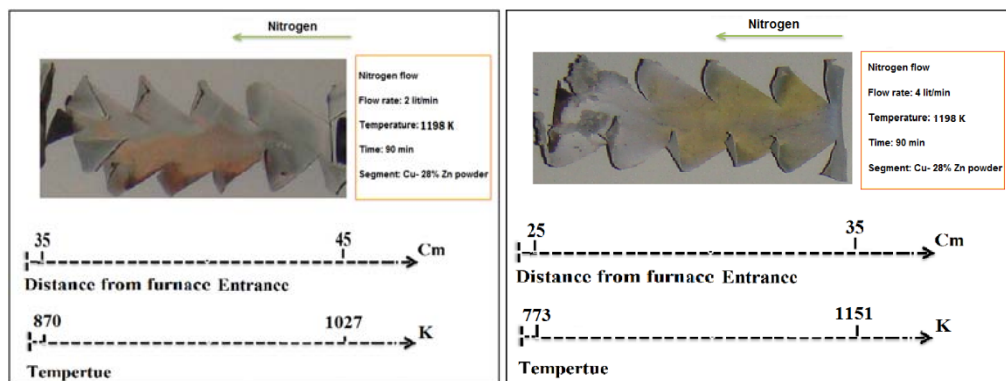 Nitrogen
Nitrogen flow
Flow rate: 2 lit/min
Temperature: 1198 K
Time: 90 min
Segment: Cu- 28% Zn powder
35
45
Cm
Distance from furnace Entrance
870
1027
K
Tempertue
Nitrogen
Nitrogen flow
Flow rate: 4 lit/min
Temperature: 1198 K
Time: 90 min
Segment: Cu- 28% Zn powder
25
35
Cm
Distance from furnace Entrance
773
1151
K
Tempertue